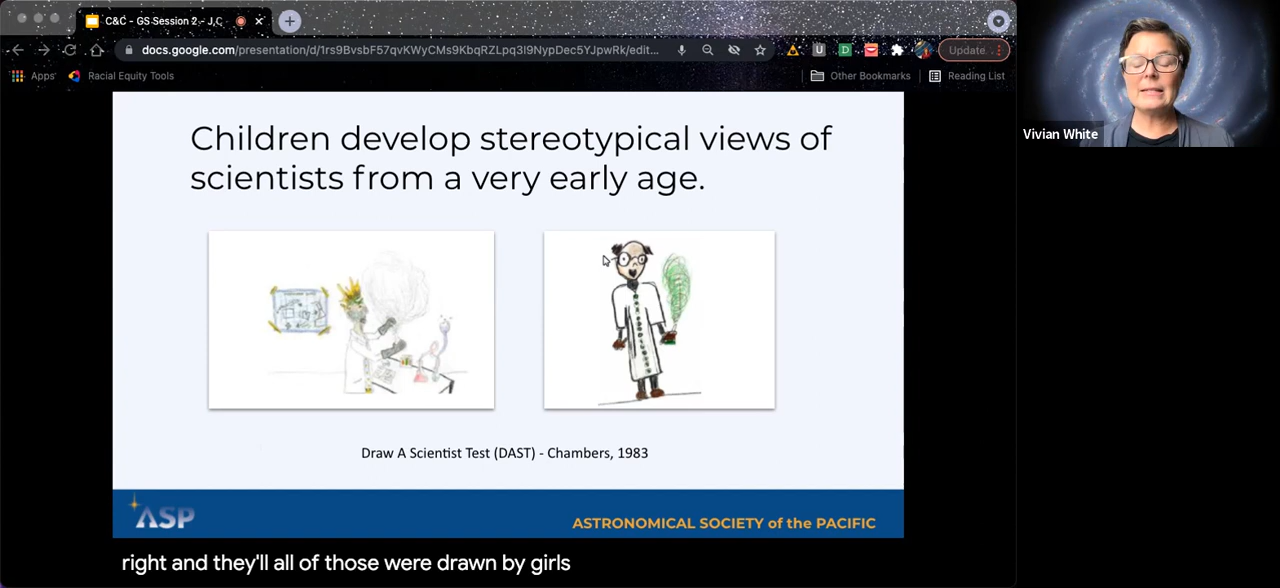 C&C - GS Session 2 - J,C
docs.google.com/presentation/d/1rs9BvsbF57qvKWyCMs9KbqRZLpq3l9NypDec5YJpwRk/edit...
U
D
Update
Apps
Racial Equity Tools
Other Bookmarks
Reading List
Vivian White
Children develop stereotypical views of
scientists from a very early age.
Draw A Scientist Test (DAST) - Chambers, 1983
ASP
ASTRONOMICAL SOCIETY of the PACIFIC
right and they'll all of those were drawn by girls